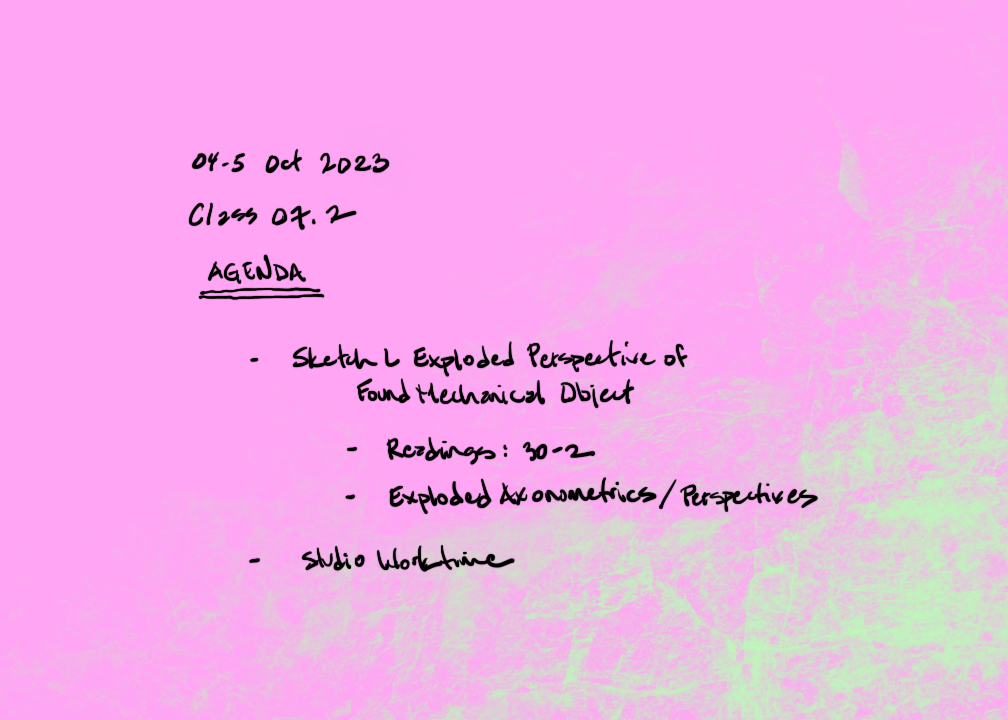 04-5 Oct 2023
Class 07.2
AGENDA
- Sketch L Exploded Perspective of
Found Mechanical Object
- Readings: 30-2
- Exploded Axonometrics/Perspectives
- Studio Worktime